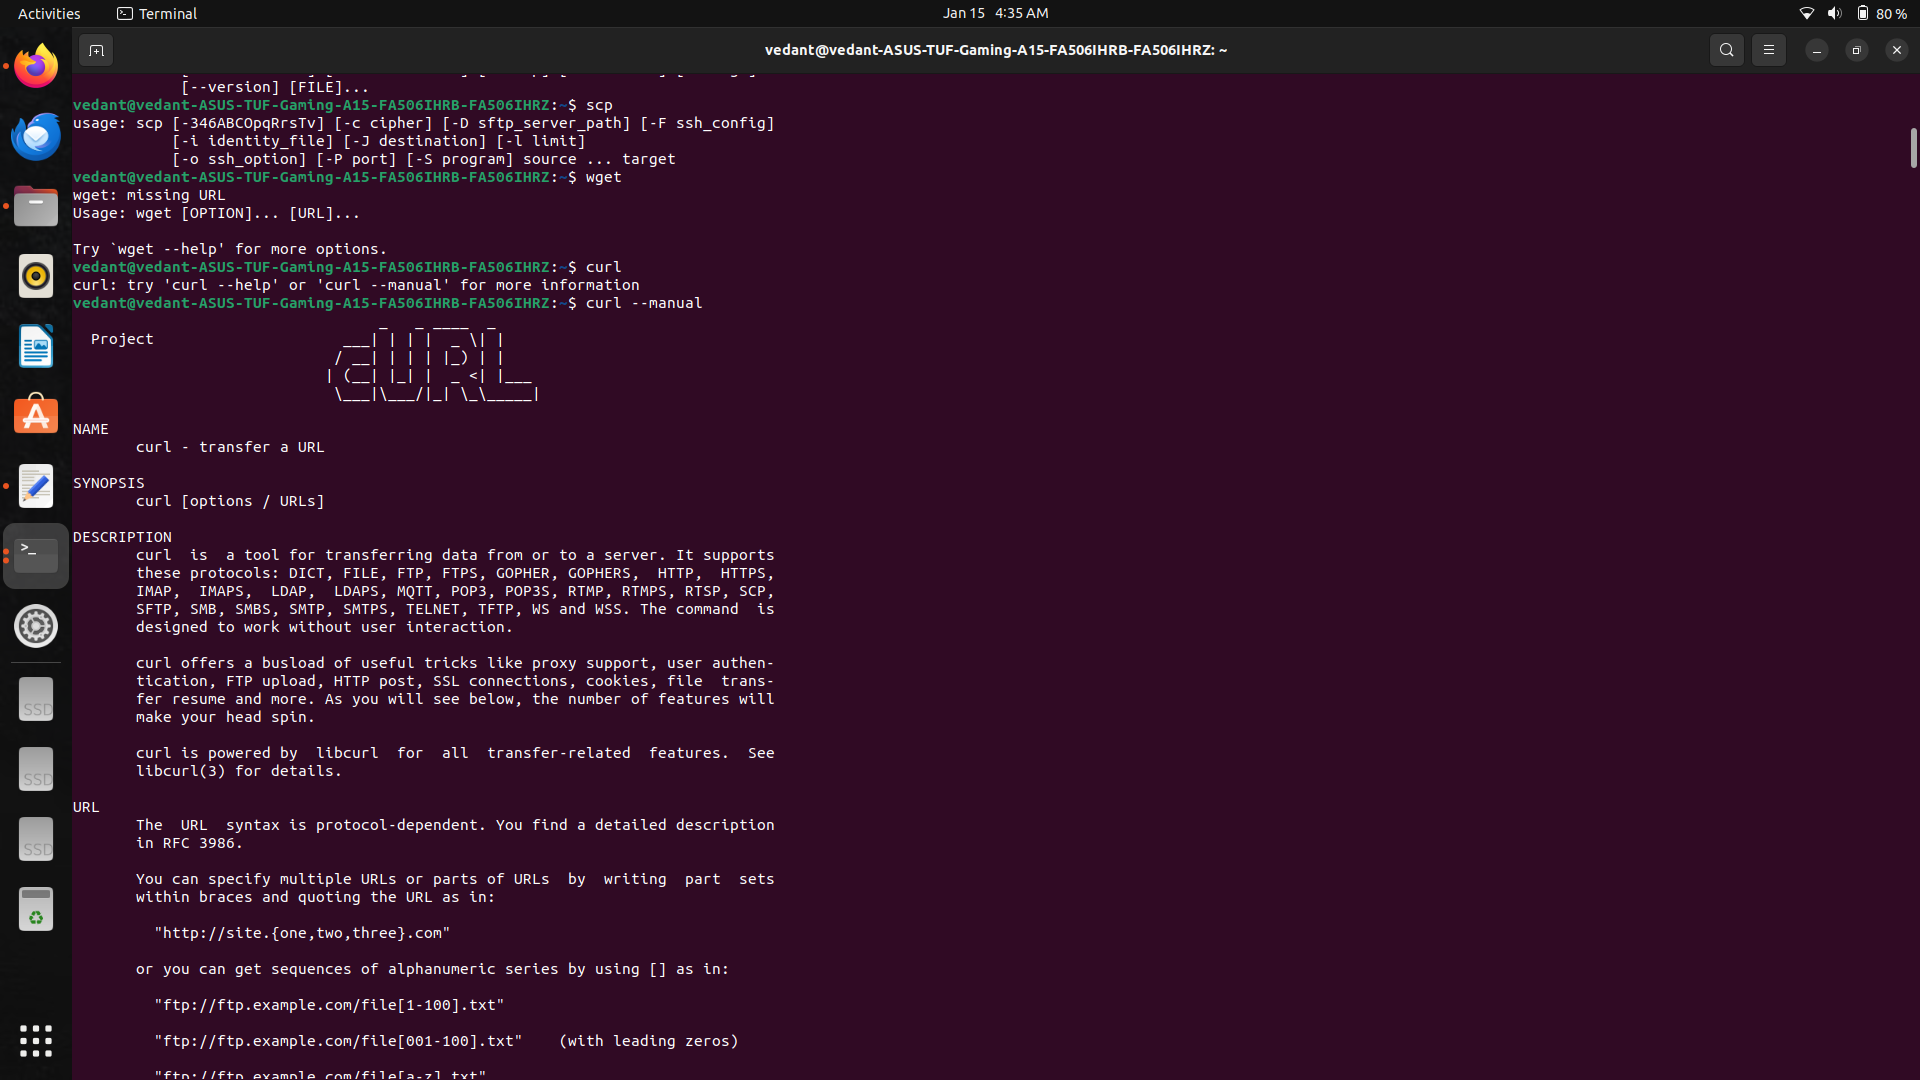 Activities
Terminal
Jan 15 4:35 AM
80 %
vedant@vedant-ASUS-TUF-Gaming-A15-FA506IHRB-FA506IHRZ: ~
[--version] [FILE]...
vedant@vedant-ASUS-TUF-Gaming-A15-FA506IHRB-FA506IHRZ:~$ scp
usage: scp [-346ABCOpqRrsTv] [-c cipher] [-D sftp_server_path] [-F ssh_config]
[-i identity_file] [-J destination] [-l limit]
[-o ssh_option] [-P port] [-S program] source ... target
vedant@vedant-ASUS-TUF-Gaming-A15-FA506IHRB-FA506IHRZ:~$ wget
wget: missing URL
Usage: wget [OPTION]... [URL]...
Try `wget --help' for more options.
vedant@vedant-ASUS-TUF-Gaming-A15-FA506IHRB-FA506IHRZ:~$ curl
curl: try 'curl --help' or 'curl --manual' for more information
vedant@vedant-ASUS-TUF-Gaming-A15-FA506IHRB-FA506IHRZ:~$ curl --manual
Project cURL
NAME
curl - transfer a URL
SYNOPSIS
curl [options / URLs]
DESCRIPTION
curl is a tool for transferring data from or to a server. It supports
these protocols: DICT, FILE, FTP, FTPS, GOPHER, GOPHERS, HTTP, HTTPS,
IMAP, IMAPS, LDAP, LDAPS, MQTT, POP3, POP3S, RTMP, RTMPS, RTSP, SCP,
SFTP, SMB, SMBS, SMTP, SMTPS, TELNET, TFTP, WS and WSS. The command is
designed to work without user interaction.
curl offers a busload of useful tricks like proxy support, user authen-
tication, FTP upload, HTTP post, SSL connections, cookies, file trans-
fer resume and more. As you will see below, the number of features will
make your head spin.
curl is powered by libcurl for all transfer-related features. See
libcurl(3) for details.
URL
The URL syntax is protocol-dependent. You find a detailed description
in RFC 3986.
You can specify multiple URLs or parts of URLs by writing part sets
within braces and quoting the URL as in:
"http://site.{one,two,three}.com"
or you can get sequences of alphanumeric series by using [] as in:
"ftp://ftp.example.com/file[1-100].txt"
"ftp://ftp.example.com/file[001-100].txt" (with leading zeros)
"ftp://ftp.example.com/file[a-z].txt"
SSD
SSD
SSD